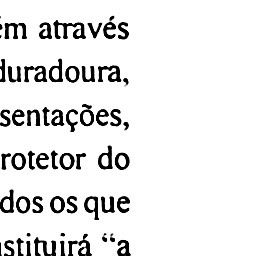 ém através
duradoura,
sentações,
rotetor do
dos os que
stituirá “a